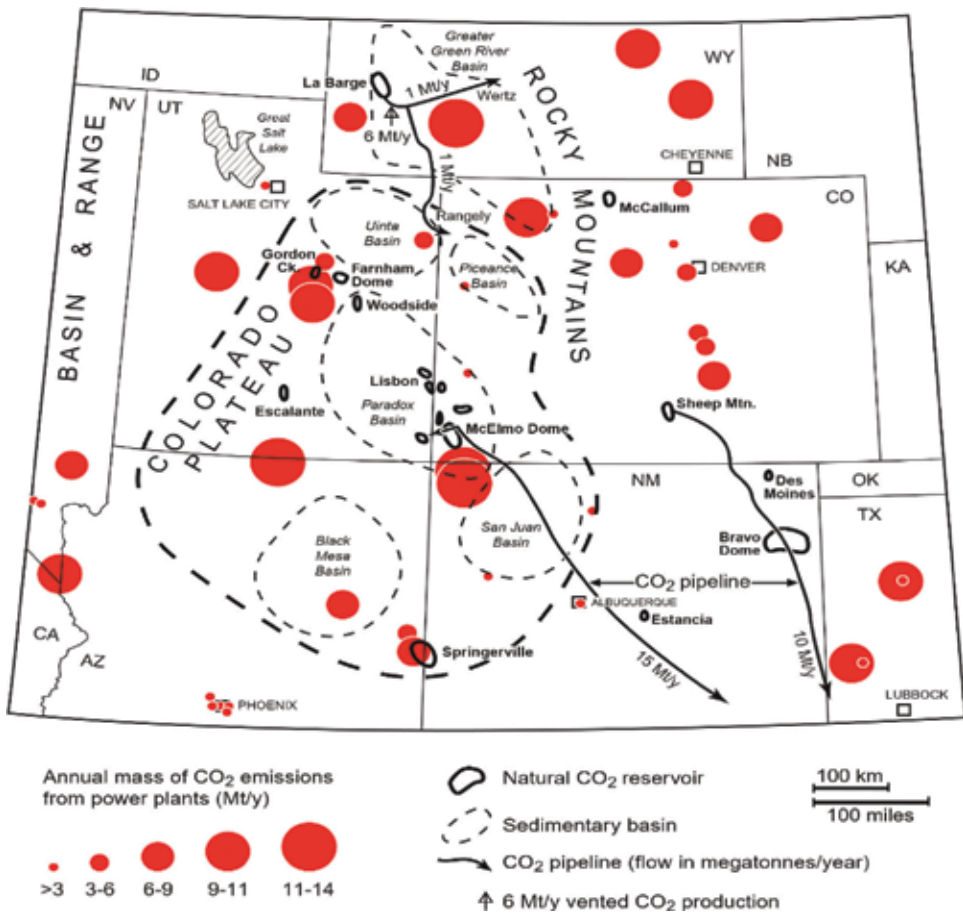 ID
NV
UT
WY
NB
CO
KA
NM
OK
TX
CA
AZ
BASIN & RANGE
ROCKY
MOUNTAINS
COLORADO
PLATEAU
Greater
Green River
Basin
La Barge
1 Mt/y
Wertz
6 Mt/y
1 Mt/y
Great
Salt
Lake
SALT LAKE CITY
CHEYENNE
McCallum
Rangely
Uinta
Basin
Piceance
Basin
DENVER
Gordon
Ck.
Farnham
Dome
Woodside
Lisbon
Paradox
Basin
Escalante
McElmo Dome
Sheep Mtn.
Des
Moines
Bravo
Dome
San Juan
Basin
Black
Mesa
Basin
CO2 pipeline
ALBUQUERQUE
Estancia
Springerville
15 Mt/y
10 Mt/y
PHOENIX
LUBBOCK
Annual mass of CO2 emissions
from power plants (Mt/y)
>3 3-6 6-9 9-11 11-14
Natural CO2 reservoir
Sedimentary basin
CO2 pipeline (flow in megatonnes/year)
6 Mt/y vented CO2 production
100 km
100 miles